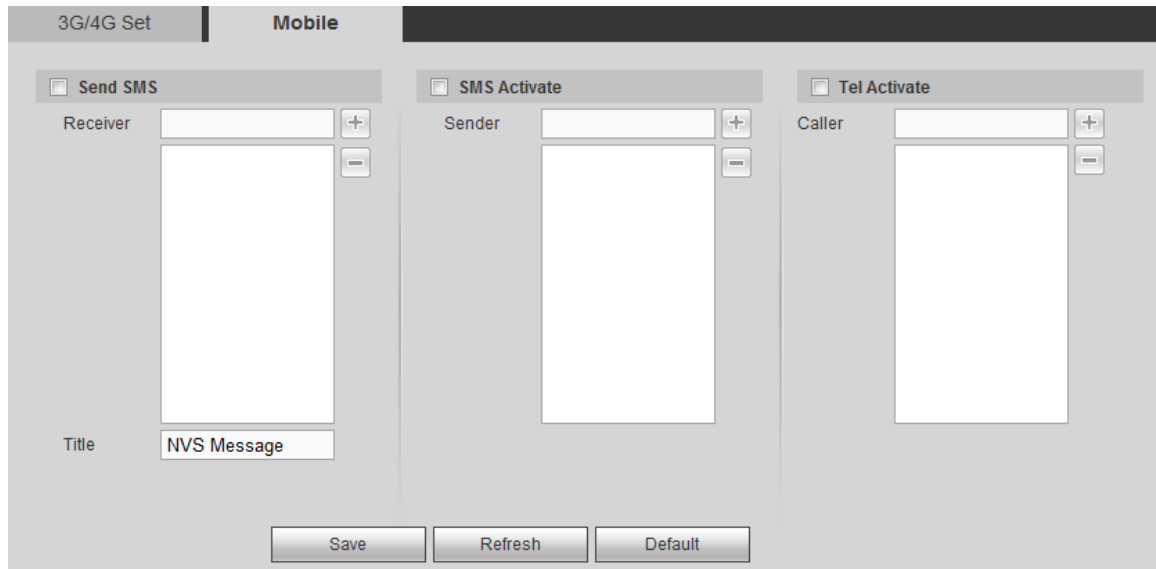 3G/4G Set
Mobile
Send SMS
SMS Activate
Tel Activate
Receiver
Sender
Caller
Title
NVS Message
Save
Refresh
Default